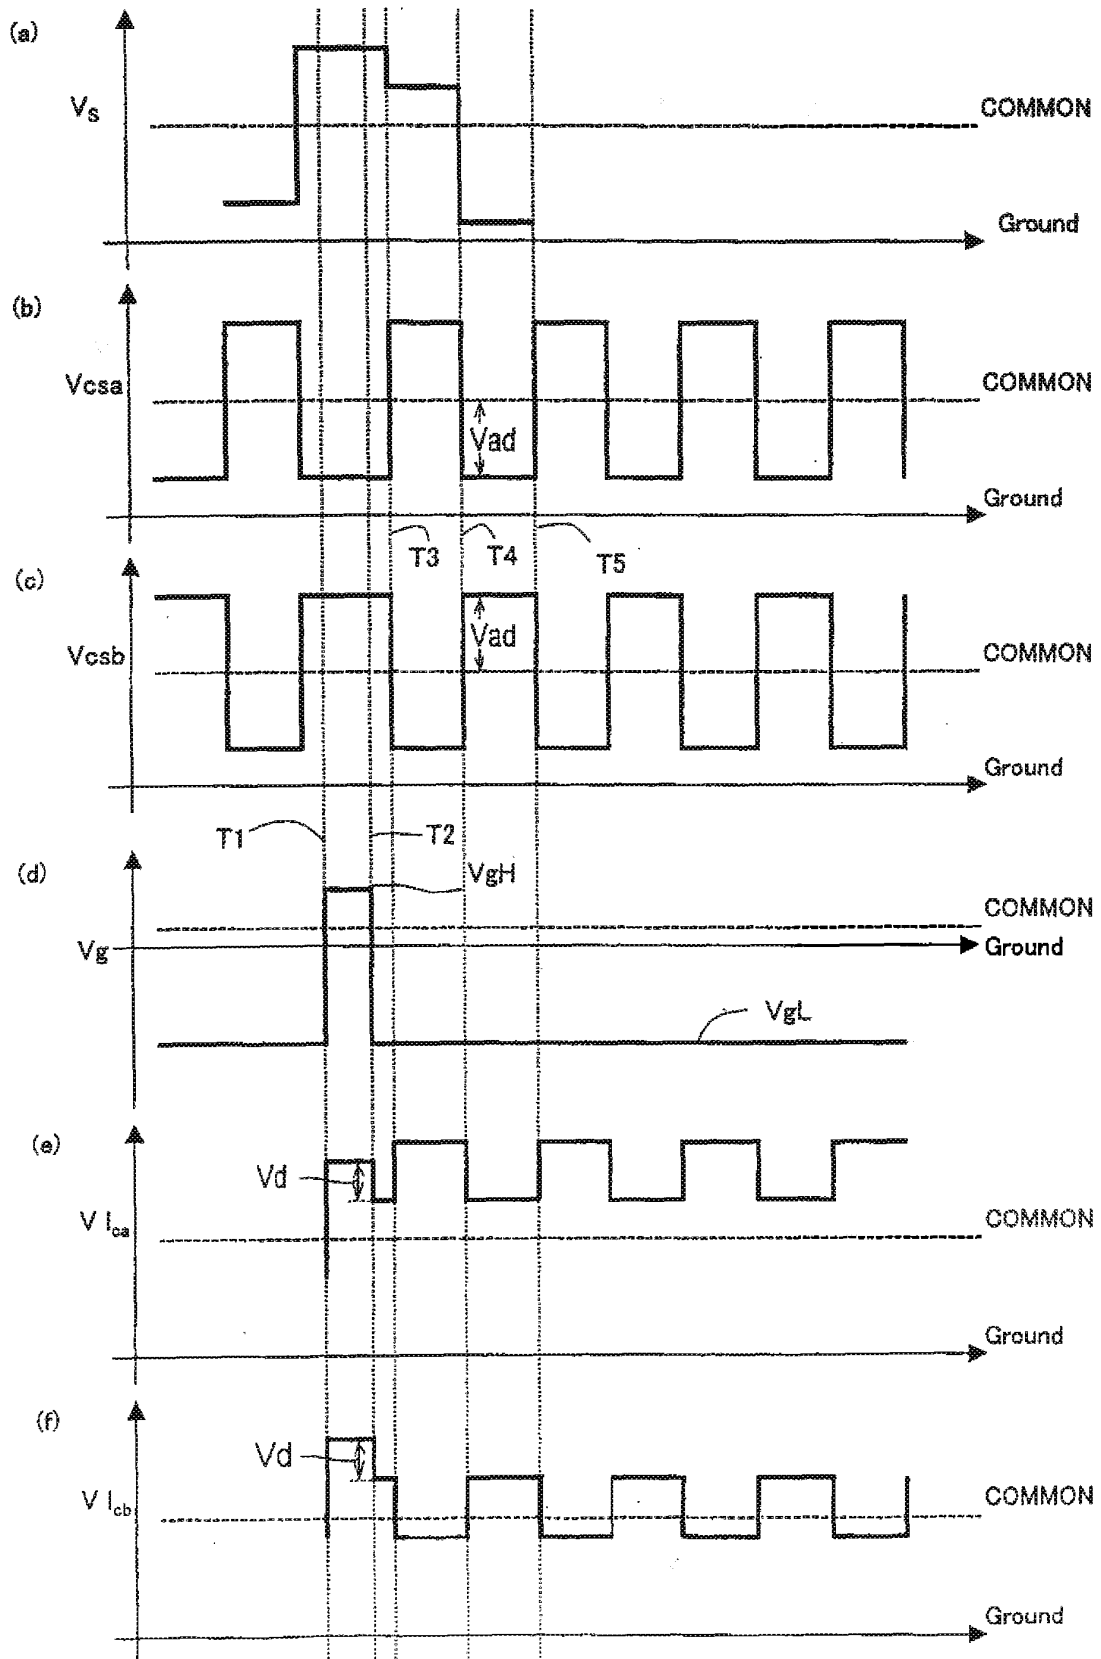 (a)
Vs
COMMON
Ground
(b)
Vcsa
COMMON
Vad
Ground
T3
T4
T5
(c)
Vcsb
Vad
COMMON
Ground
T1
T2
(d)
VgH
COMMON
Vg
Ground
VgL
(e)
Vd
V lca
COMMON
Ground
(f)
Vd
V lcb
COMMON
Ground